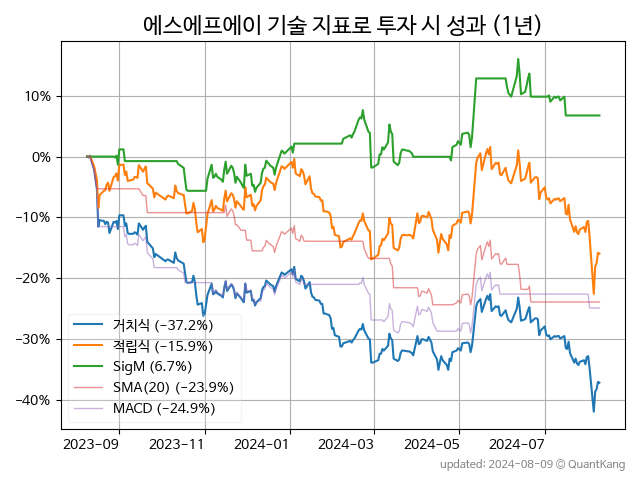 에스에프에이 기술 지표로 투자 시 성과 (1년)
10%
0%
−10%
−20%
−30%
−40%
거치식 (−37.2%)
적립식 (−15.9%)
SigM (6.7%)
SMA(20) (−23.9%)
MACD (−24.9%)
2023-09 2023-11 2024-01 2024-03 2024-05 2024-07
updated: 2024-08-09 © QuantKang